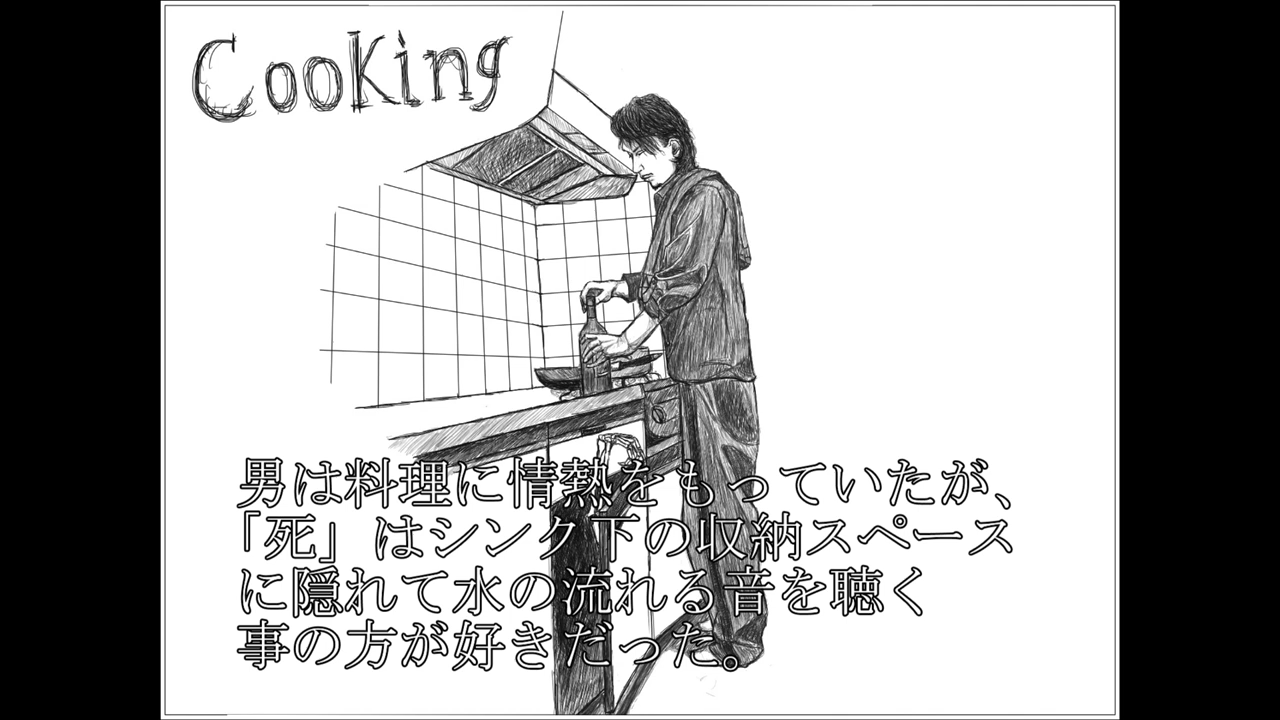 Cooking
男は料理に情熱をもっていたが、
「死」はシンク下の収納スペース
に隠れて水の流れる音を聴く
事の方が好きだった。